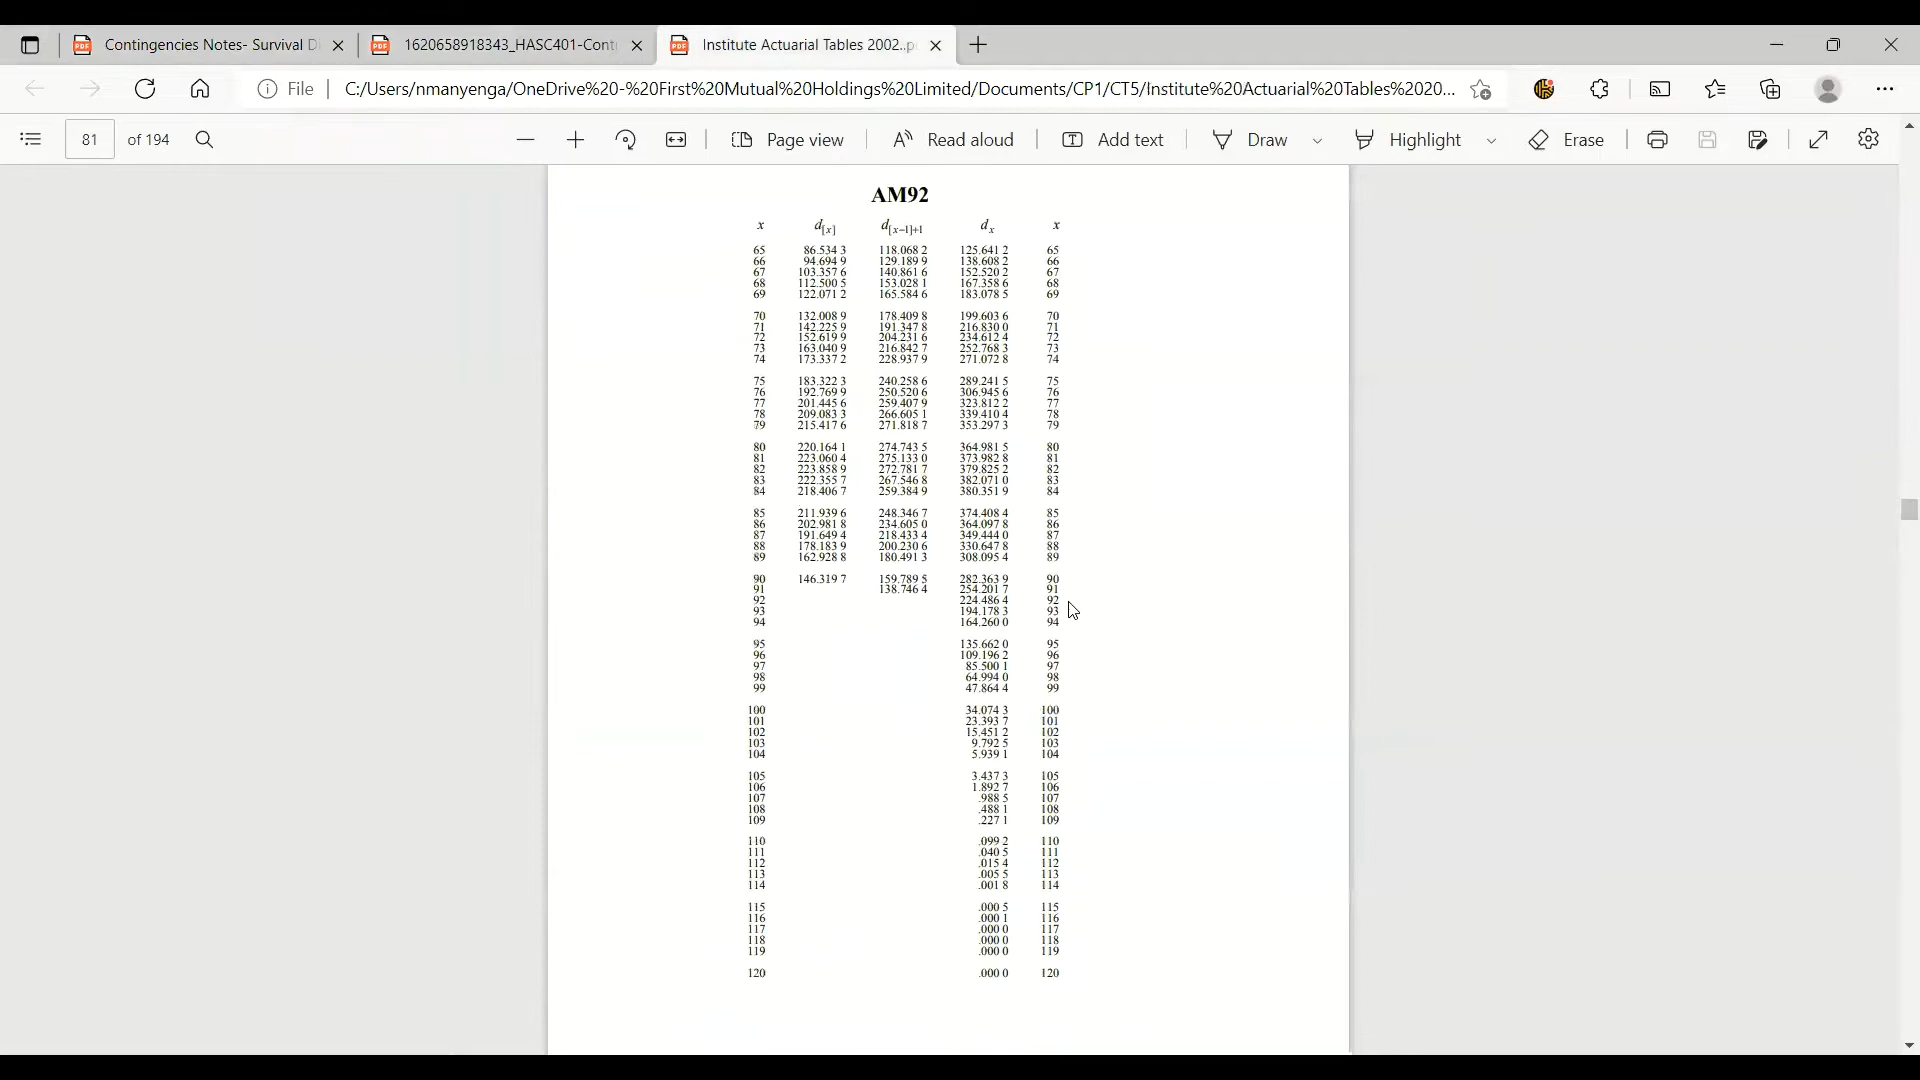 Contingencies Notes- Survival D
1620658918343_HASC401-Cont
Institute Actuarial Tables 2002..p
File
C:/Users/nmanyenga/OneDrive%20-%20First%20Mutual%20Holdings%20Limited/Documents/CP1/CT5/Institute%20Actuarial%20Tables%2020...
81 of 194
Page view
Read aloud
Add text
Draw
Highlight
Erase
AM92
x d[x] d[x−1]+1 dx x
65 86.534 3 118.068 2 125.641 2 65
66 94.694 9 129.189 9 138.608 2 66
67 103.357 6 140.861 6 152.520 2 67
68 112.500 5 153.028 1 167.358 6 68
69 122.071 2 165.584 6 183.078 5 69
70 132.008 9 178.409 8 199.603 6 70
71 142.225 9 191.347 8 216.830 0 71
72 152.619 9 204.231 6 234.612 4 72
73 163.040 9 216.842 7 252.768 3 73
74 173.337 2 228.937 9 271.072 8 74
75 183.322 3 240.258 6 289.241 5 75
76 192.769 9 250.520 6 306.945 6 76
77 201.445 6 259.407 9 323.812 2 77
78 209.083 3 266.605 1 339.410 4 78
79 215.417 6 271.818 7 353.297 3 79
80 220.164 1 274.743 5 364.981 5 80
81 223.060 4 275.133 0 373.982 8 81
82 223.858 9 272.781 7 379.825 2 82
83 222.355 7 267.546 8 382.071 0 83
84 218.406 7 259.384 9 380.351 9 84
85 211.939 6 248.346 7 374.408 4 85
86 202.981 8 234.605 0 364.097 8 86
87 191.649 4 218.433 4 349.444 0 87
88 178.183 9 200.230 6 330.647 8 88
89 162.928 8 180.491 3 308.095 4 89
90 146.319 7 159.789 5 282.363 9 90
91 138.746 4 254.201 7 91
92 224.486 4 92
93 194.178 3 93
94 164.260 0 94
95 135.662 0 95
96 109.196 2 96
97 85.500 1 97
98 64.994 0 98
99 47.864 4 99
100 34.074 3 100
101 23.393 7 101
102 15.451 2 102
103 9.792 5 103
104 5.939 1 104
105 3.437 3 105
106 1.892 7 106
107 .988 5 107
108 .488 1 108
109 .227 1 109
110 .099 2 110
111 .040 5 111
112 .015 4 112
113 .005 5 113
114 .001 8 114
115 .000 5 115
116 .000 1 116
117 .000 0 117
118 .000 0 118
119 .000 0 119
120 .000 0 120